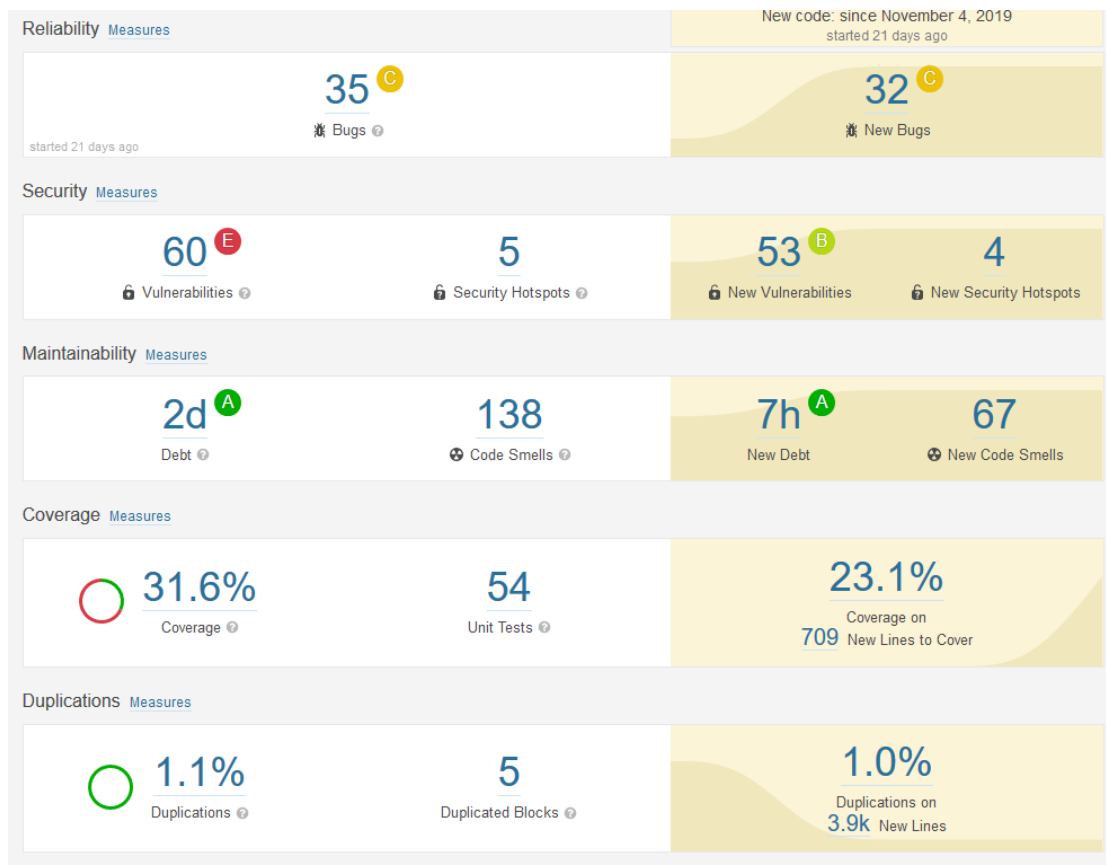 Reliability Measures
New code: since November 4, 2019
started 21 days ago
35 C
Bugs ?
started 21 days ago
32 C
New Bugs
Security Measures
60 E
Vulnerabilities ?
5
Security Hotspots ?
53 B
New Vulnerabilities
4
New Security Hotspots
Maintainability Measures
2d A
Debt ?
138
Code Smells ?
7h A
New Debt
67
New Code Smells
Coverage Measures
31.6%
Coverage ?
54
Unit Tests ?
23.1%
Coverage on
709 New Lines to Cover
Duplications Measures
1.1%
Duplications ?
5
Duplicated Blocks ?
1.0%
Duplications on
3.9k New Lines